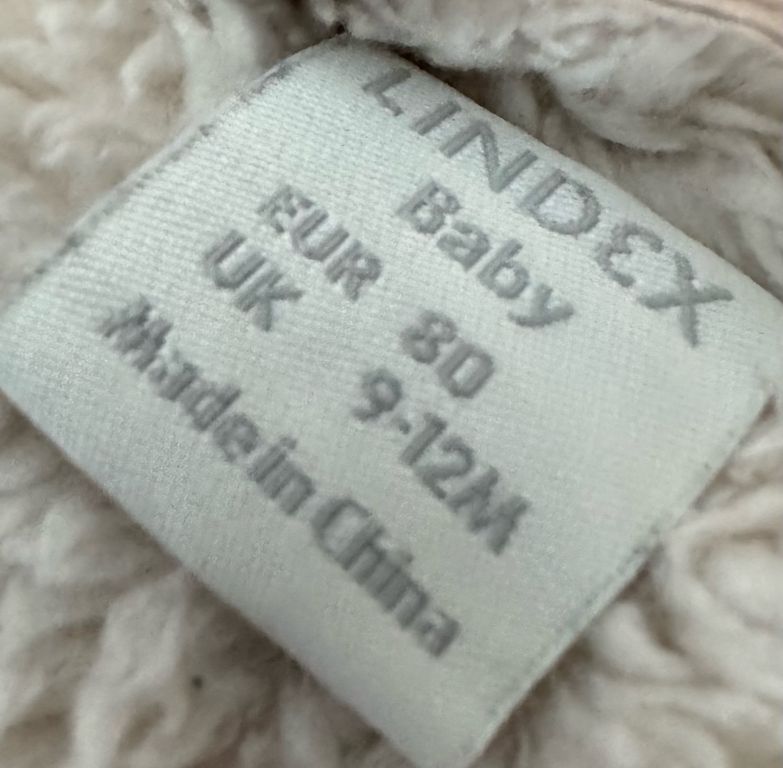 LINDEX
Baby
EUR 80
UK 9-12M
Made in China